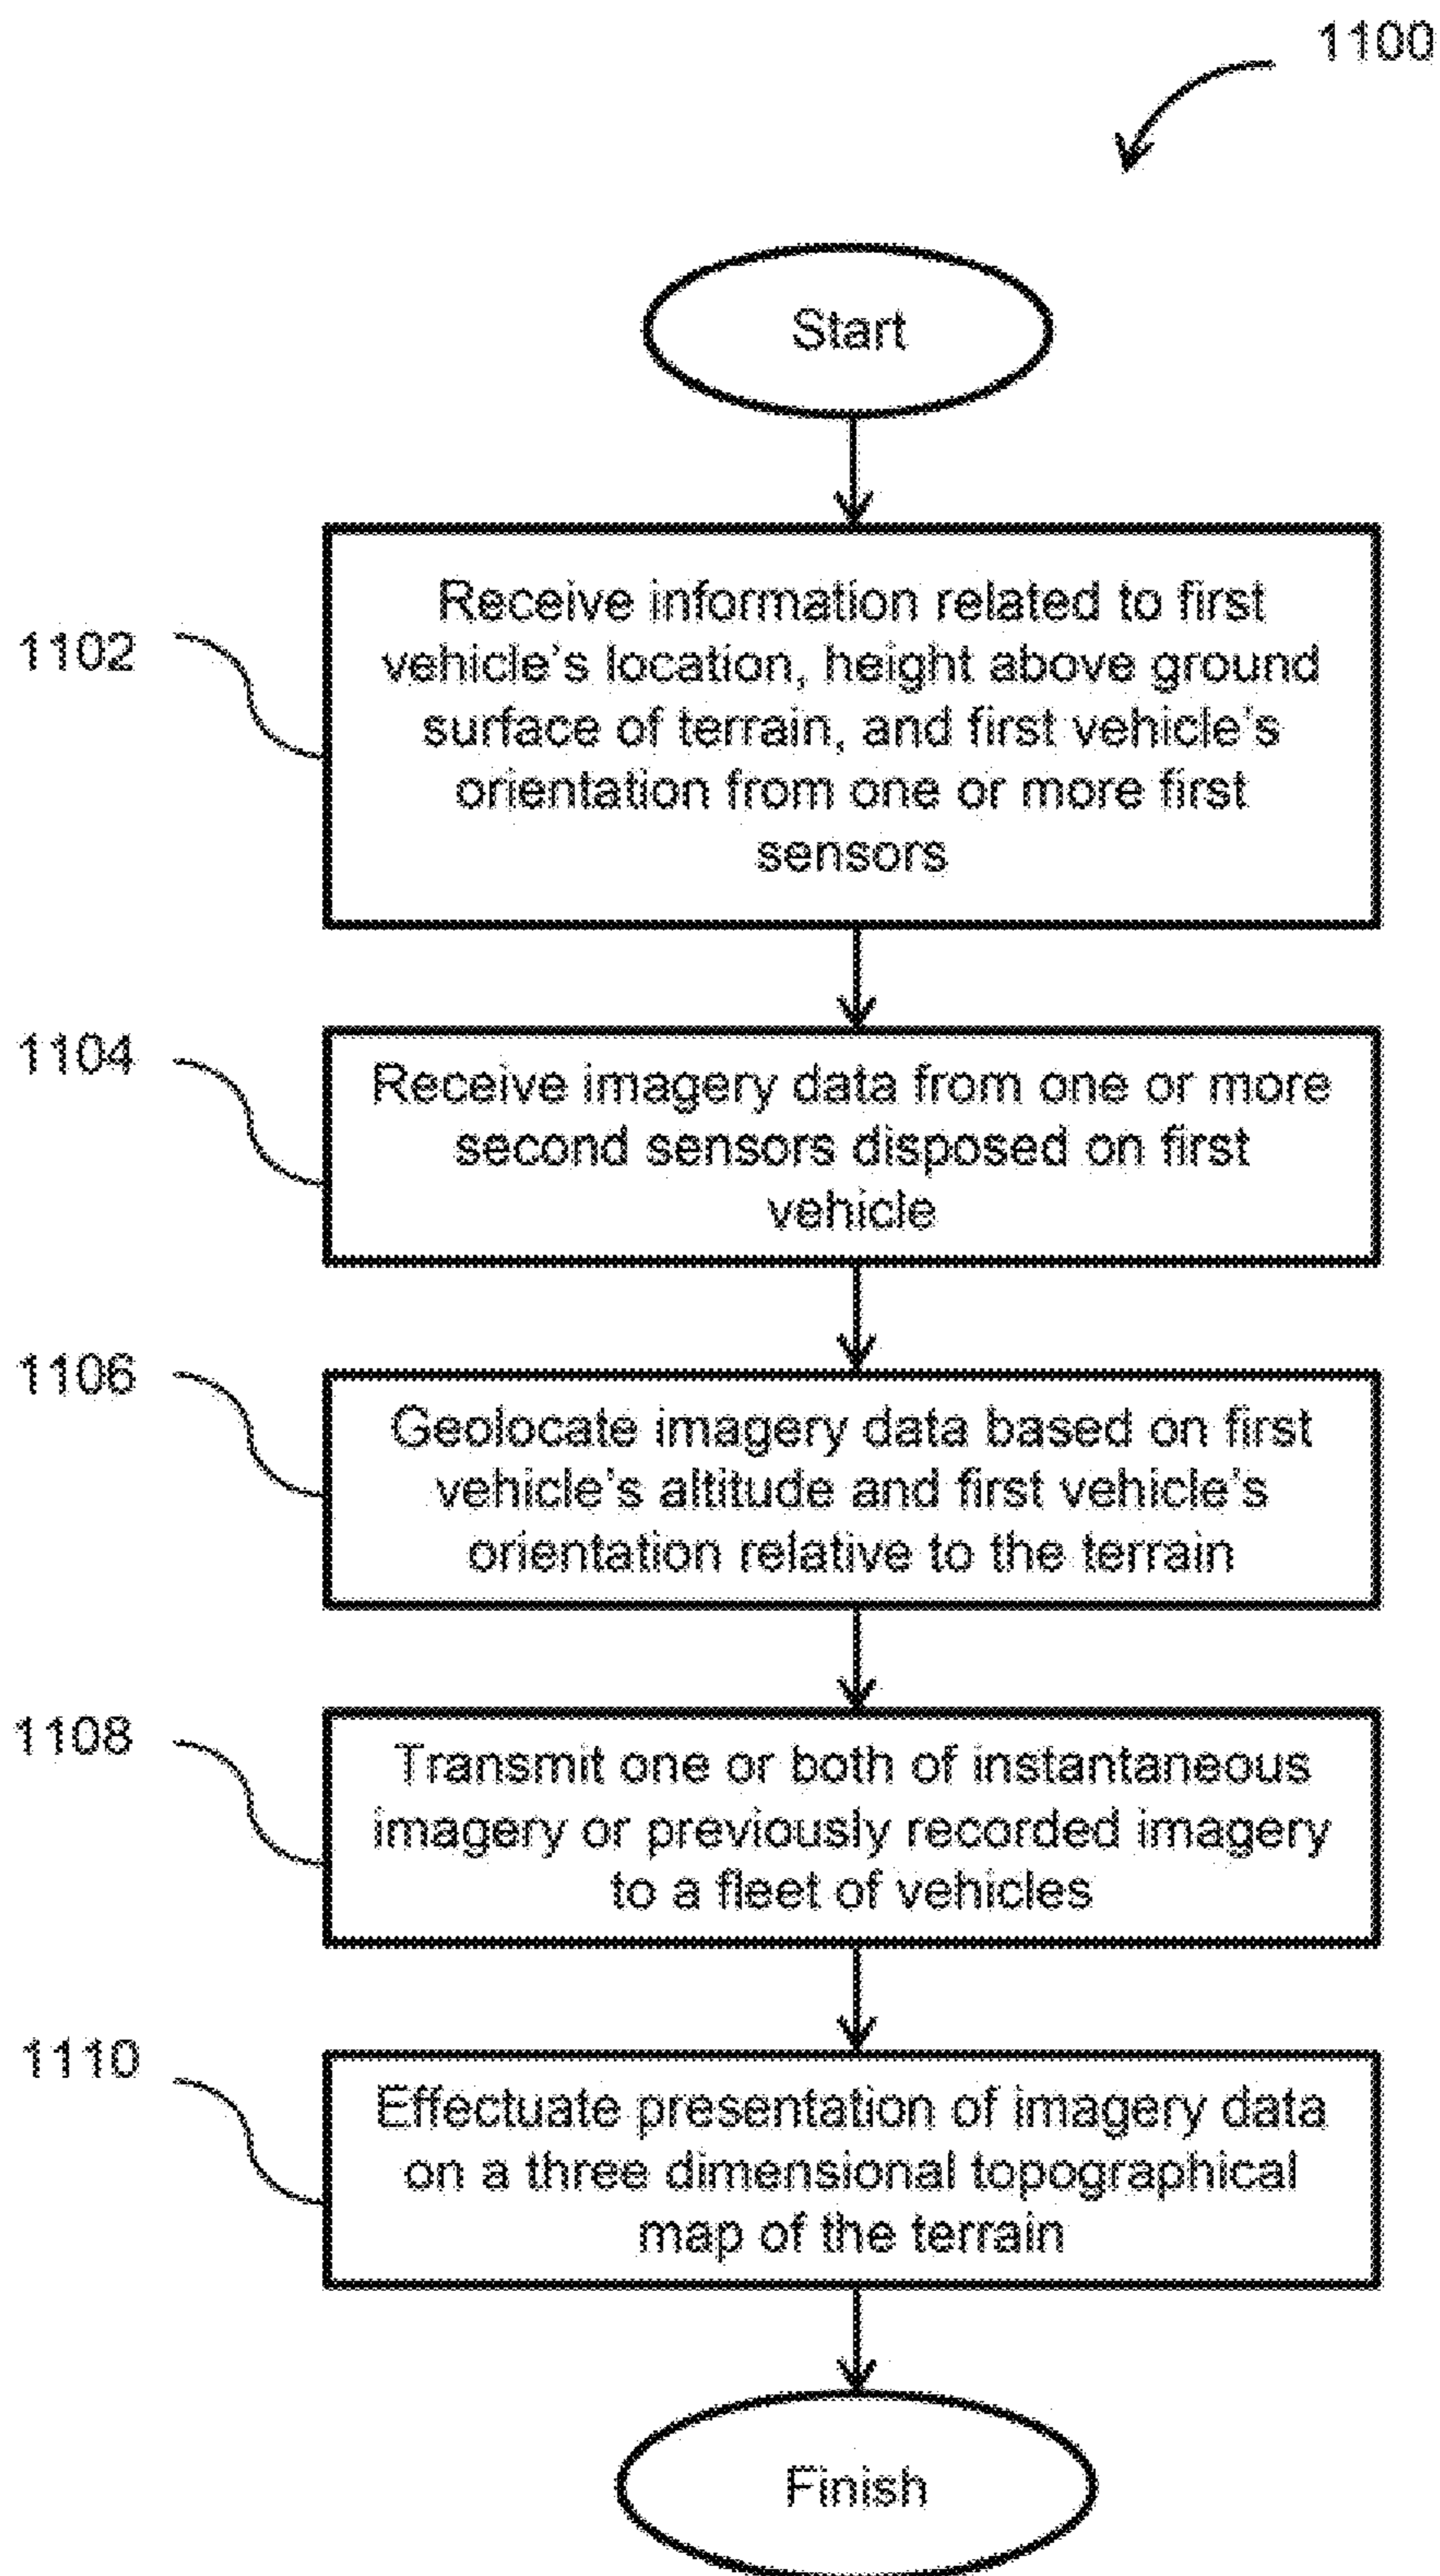 1100
Start
1102
Receive information related to first
vehicle's location, height above ground
surface of terrain, and first vehicle's
orientation from one or more first
sensors
1104
Receive imagery data from one or more
second sensors disposed on first
vehicle
1106
Geolocate imagery data based on first
vehicle's altitude and first vehicle's
orientation relative to the terrain
1108
Transmit one or both of instantaneous
imagery or previously recorded imagery
to a fleet of vehicles
1110
Effectuate presentation of imagery data
on a three dimensional topographical
map of the terrain
Finish